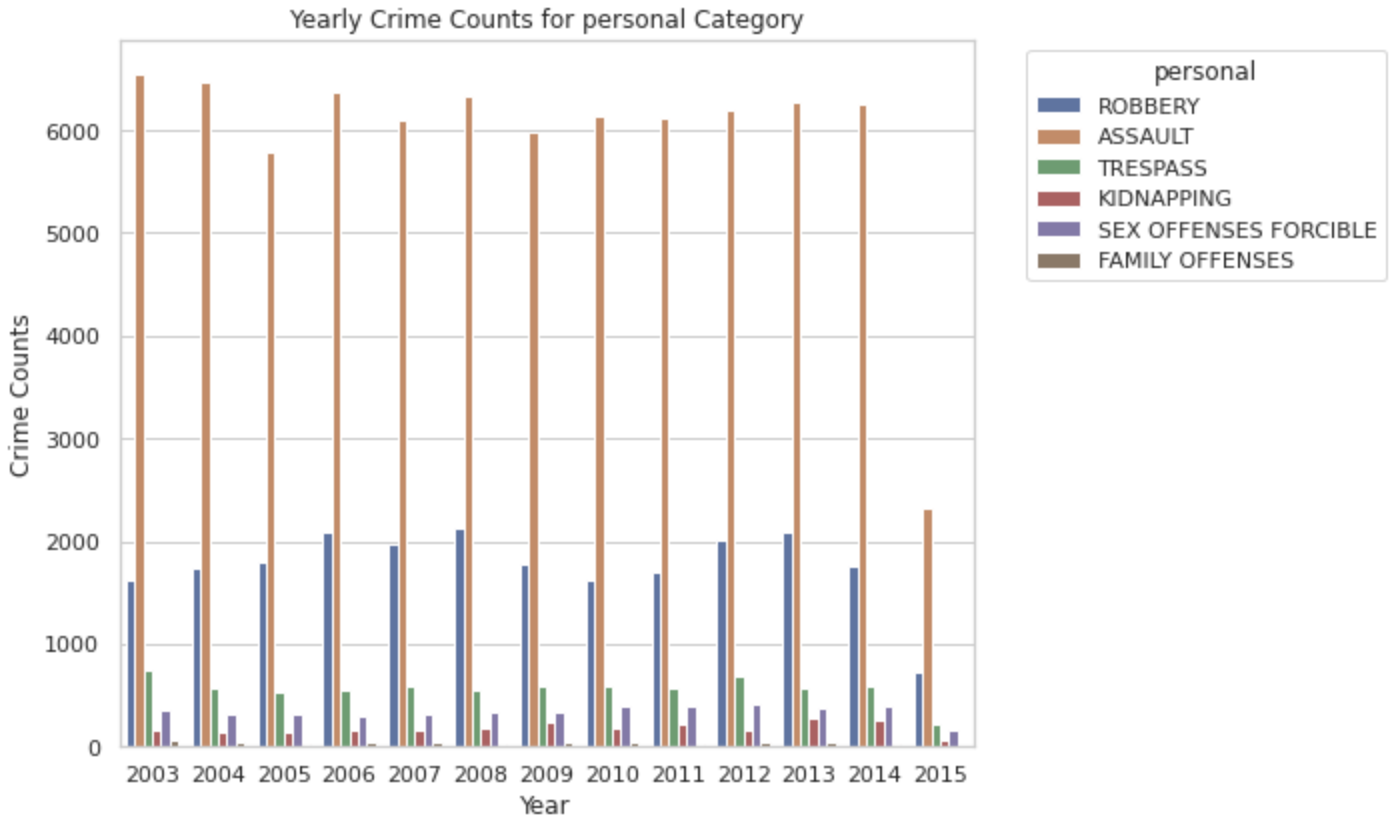 Yearly Crime Counts for personal Category
personal
ROBBERY
ASSAULT
TRESPASS
KIDNAPPING
SEX OFFENSES FORCIBLE
FAMILY OFFENSES
Crime Counts
6000
5000
4000
3000
2000
1000
0
2003 2004 2005 2006 2007 2008 2009 2010 2011 2012 2013 2014 2015
Year